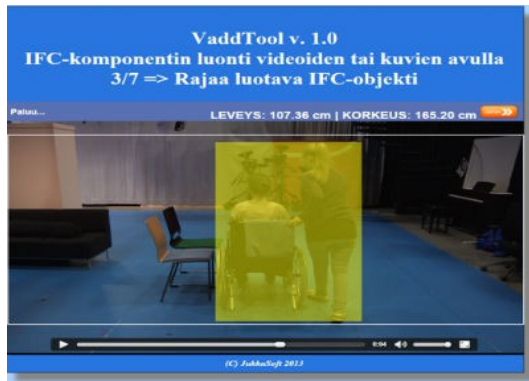 VaddTool v. 1.0
IFC-komponentin luonti videoiden tai kuvien avulla
3/7 => Rajaa luotava IFC-objekti
Paluu...
LEVEYS: 107.36 cm | KORKEUS: 165.20 cm
0:04
(C) JukkaSoft 2013